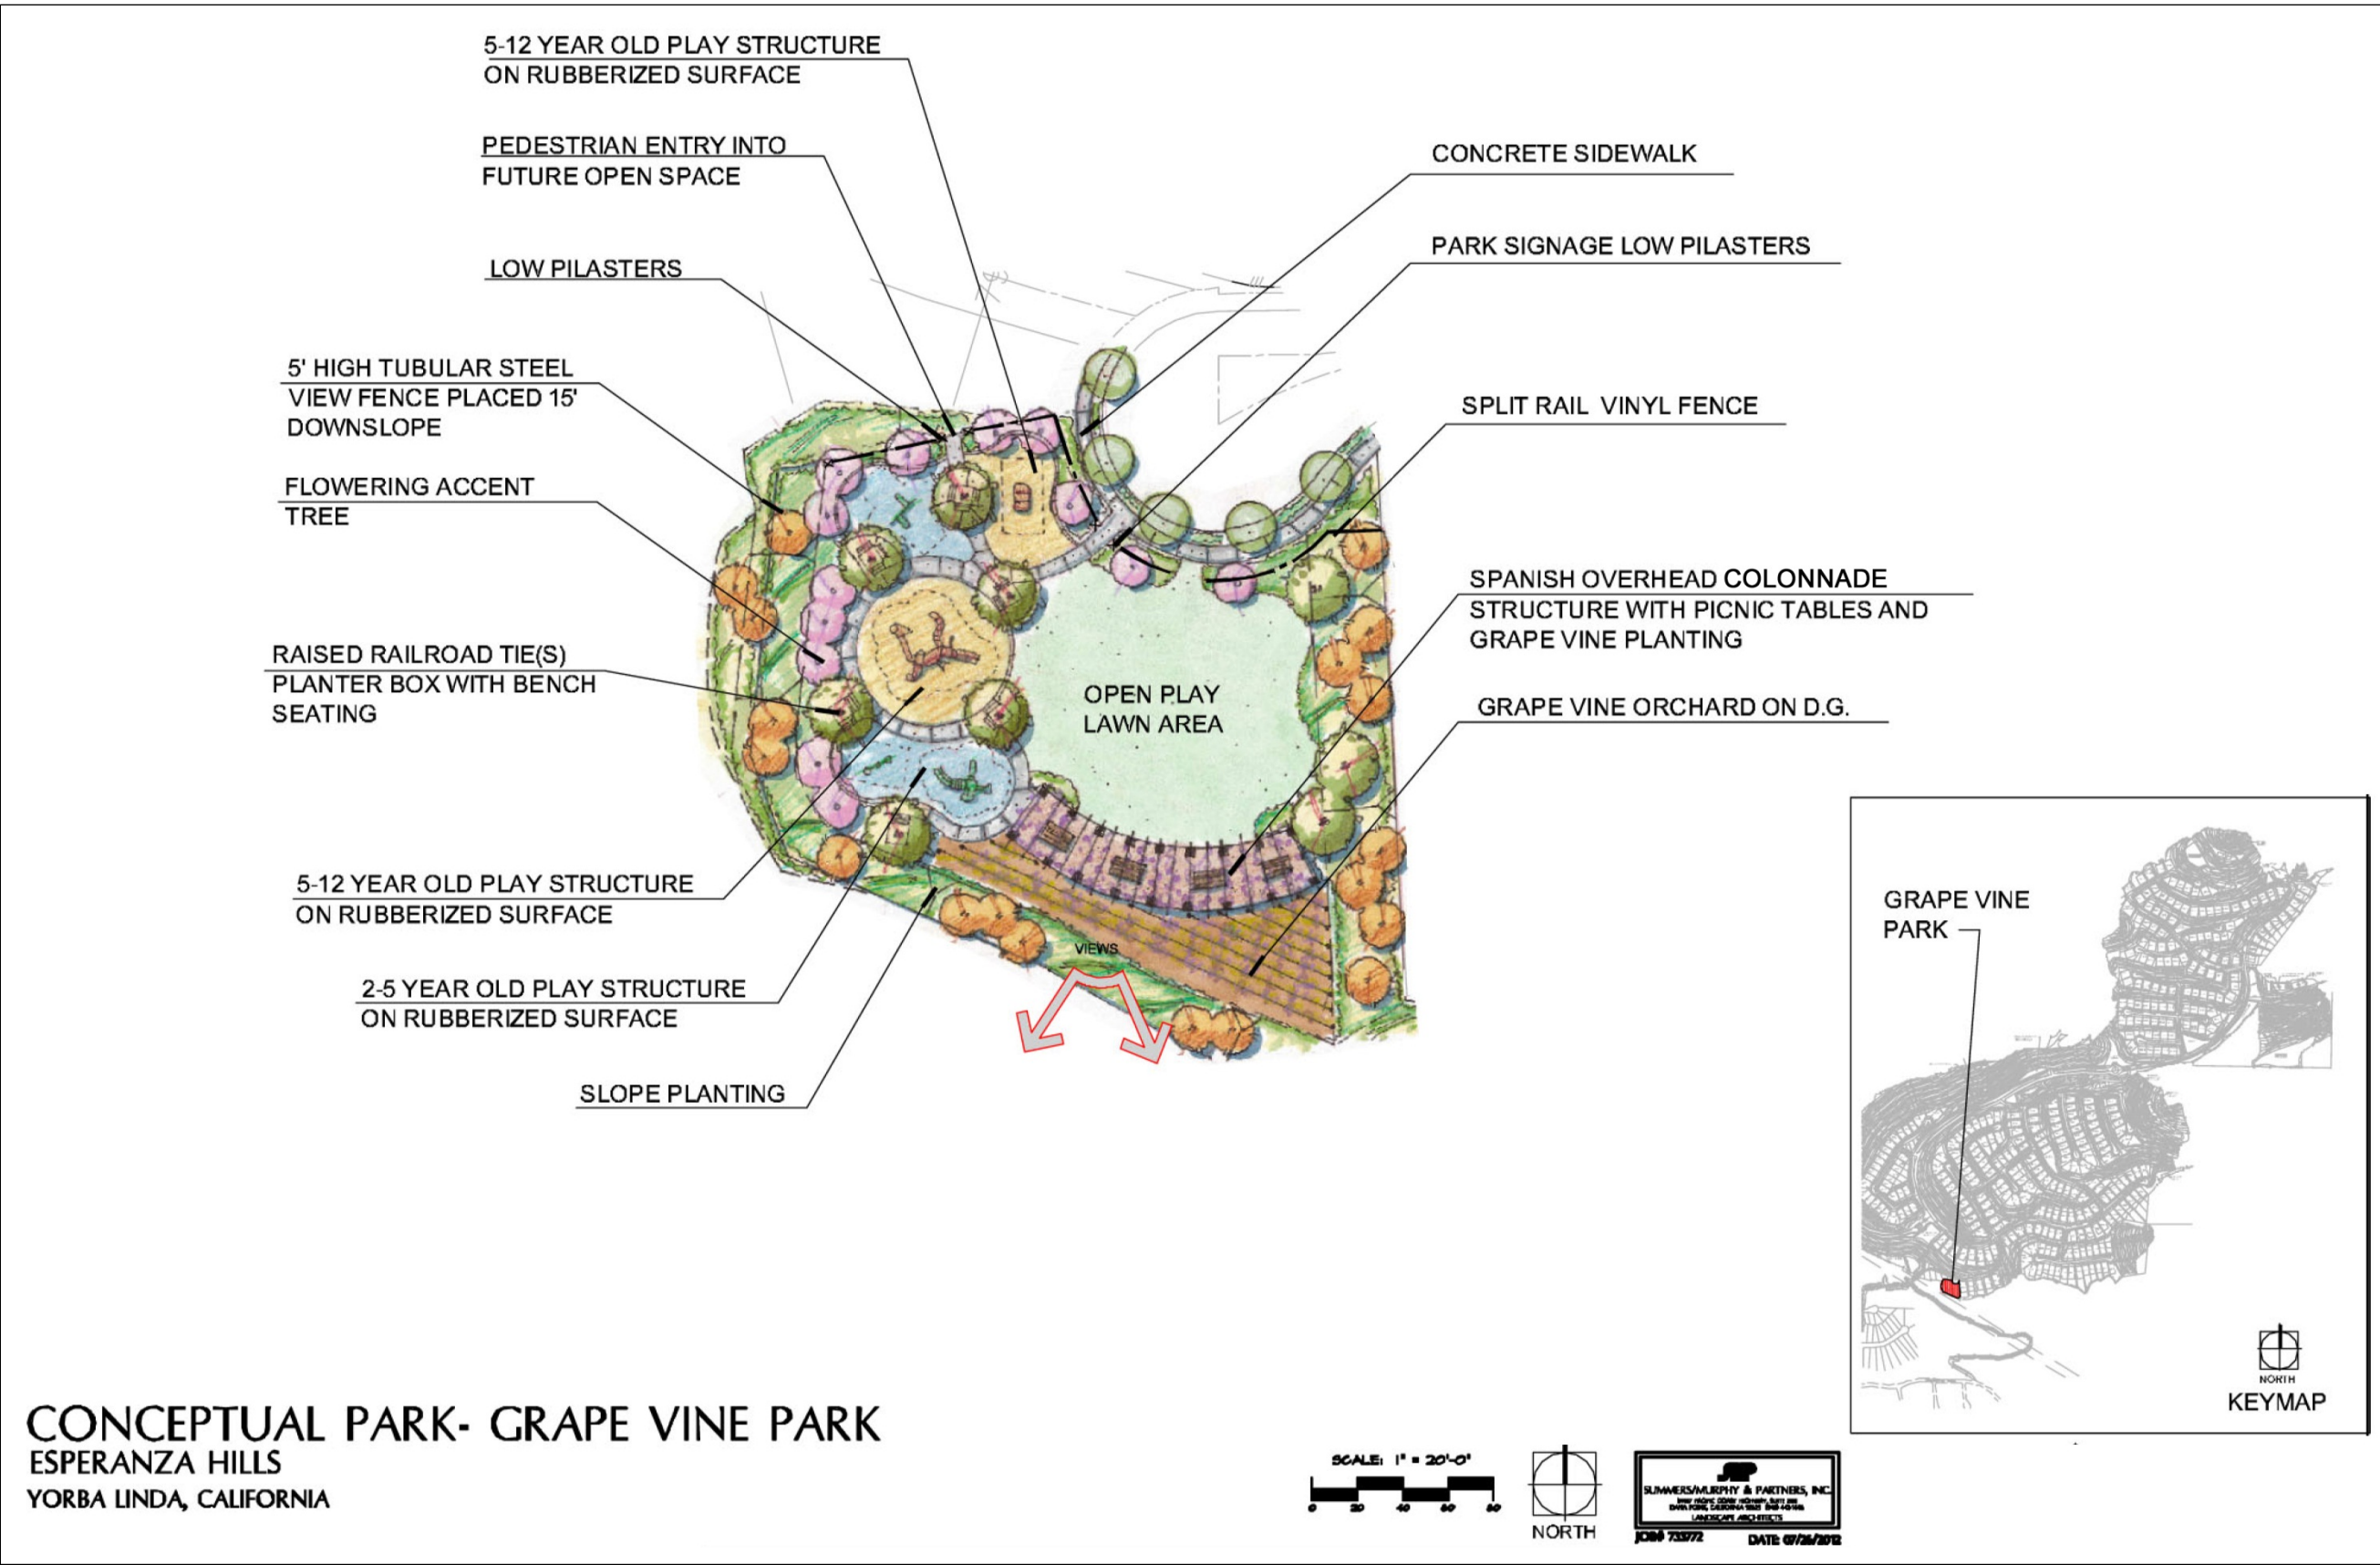 5-12 YEAR OLD PLAY STRUCTURE
ON RUBBERIZED SURFACE
PEDESTRIAN ENTRY INTO
FUTURE OPEN SPACE
LOW PILASTERS
5' HIGH TUBULAR STEEL
VIEW FENCE PLACED 15'
DOWNSLOPE
FLOWERING ACCENT
TREE
RAISED RAILROAD TIE(S)
PLANTER BOX WITH BENCH
SEATING
5-12 YEAR OLD PLAY STRUCTURE
ON RUBBERIZED SURFACE
2-5 YEAR OLD PLAY STRUCTURE
ON RUBBERIZED SURFACE
SLOPE PLANTING
CONCRETE SIDEWALK
PARK SIGNAGE LOW PILASTERS
SPLIT RAIL VINYL FENCE
SPANISH OVERHEAD COLONNADE
STRUCTURE WITH PICNIC TABLES AND
GRAPE VINE PLANTING
GRAPE VINE ORCHARD ON D.G.
OPEN PLAY
LAWN AREA
VIEWS
GRAPE VINE
PARK
NORTH
KEYMAP
CONCEPTUAL PARK- GRAPE VINE PARK
ESPERANZA HILLS
YORBA LINDA, CALIFORNIA
SCALE: 1" = 20'-0"
0 20 40 60 80
NORTH
SUMMERS/MURPHY & PARTNERS, INC.
LANDSCAPE ARCHITECTS
JOB# 733772
DATE: 07/26/2012